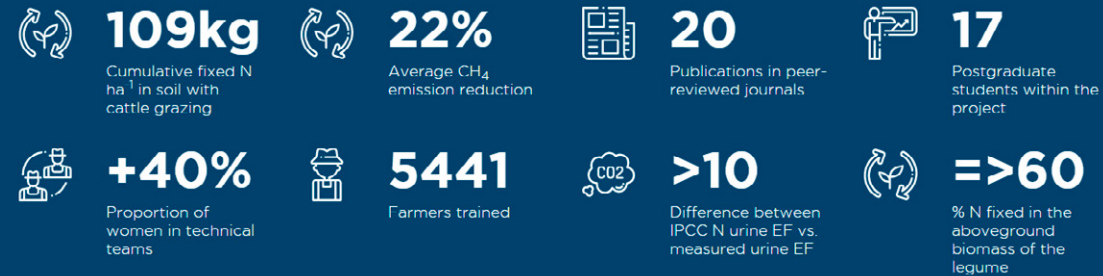 109kg
Cumulative fixed N
ha ¹ in soil with
cattle grazing
22%
Average CH₄
emission reduction
20
Publications in peer-
reviewed journals
17
Postgraduate
students within the
project
+40%
Proportion of
women in technical
teams
5441
Farmers trained
CO2
>10
Difference between
IPCC N urine EF vs.
measured urine EF
=>60
% N fixed in the
aboveground
biomass of the
legume